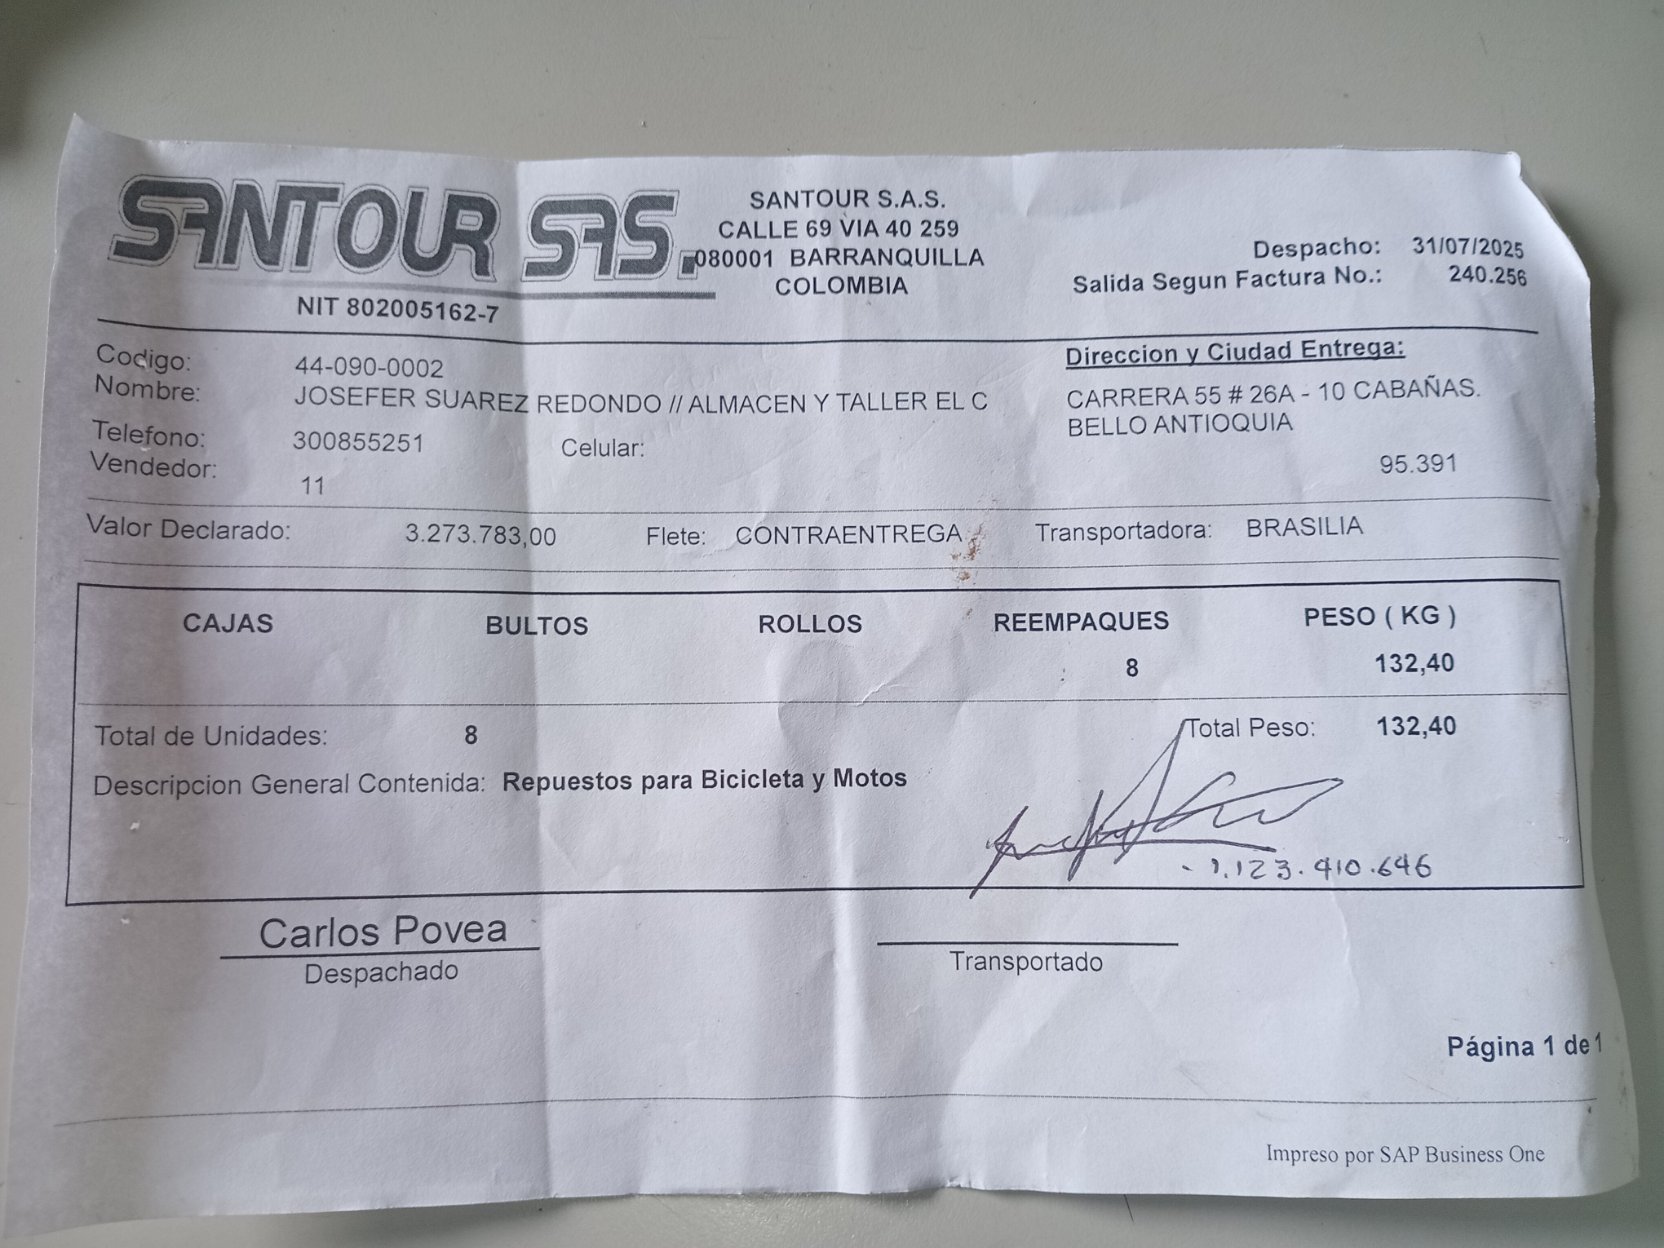 SANTOUR SAS.
NIT 802005162-7
SANTOUR S.A.S.
CALLE 69 VIA 40 259
080001 BARRANQUILLA
COLOMBIA
Despacho: 31/07/2025
Salida Segun Factura No.: 240.256
Codigo: 44-090-0002
Nombre: JOSEFER SUAREZ REDONDO // ALMACEN Y TALLER EL C
Telefono: 300855251 Celular:
Vendedor: 11
Direccion y Ciudad Entrega:
CARRERA 55 # 26A - 10 CABAÑAS.
BELLO ANTIOQUIA
95.391
Valor Declarado: 3.273.783,00 Flete: CONTRAENTREGA Transportadora: BRASILIA
CAJAS BULTOS ROLLOS REEMPAQUES PESO ( KG )
8 132,40
Total de Unidades: 8 Total Peso: 132,40
Descripcion General Contenida: Repuestos para Bicicleta y Motos
1.123.410.646
Carlos Povea
Despachado Transportado
Página 1 de 1
Impreso por SAP Business One